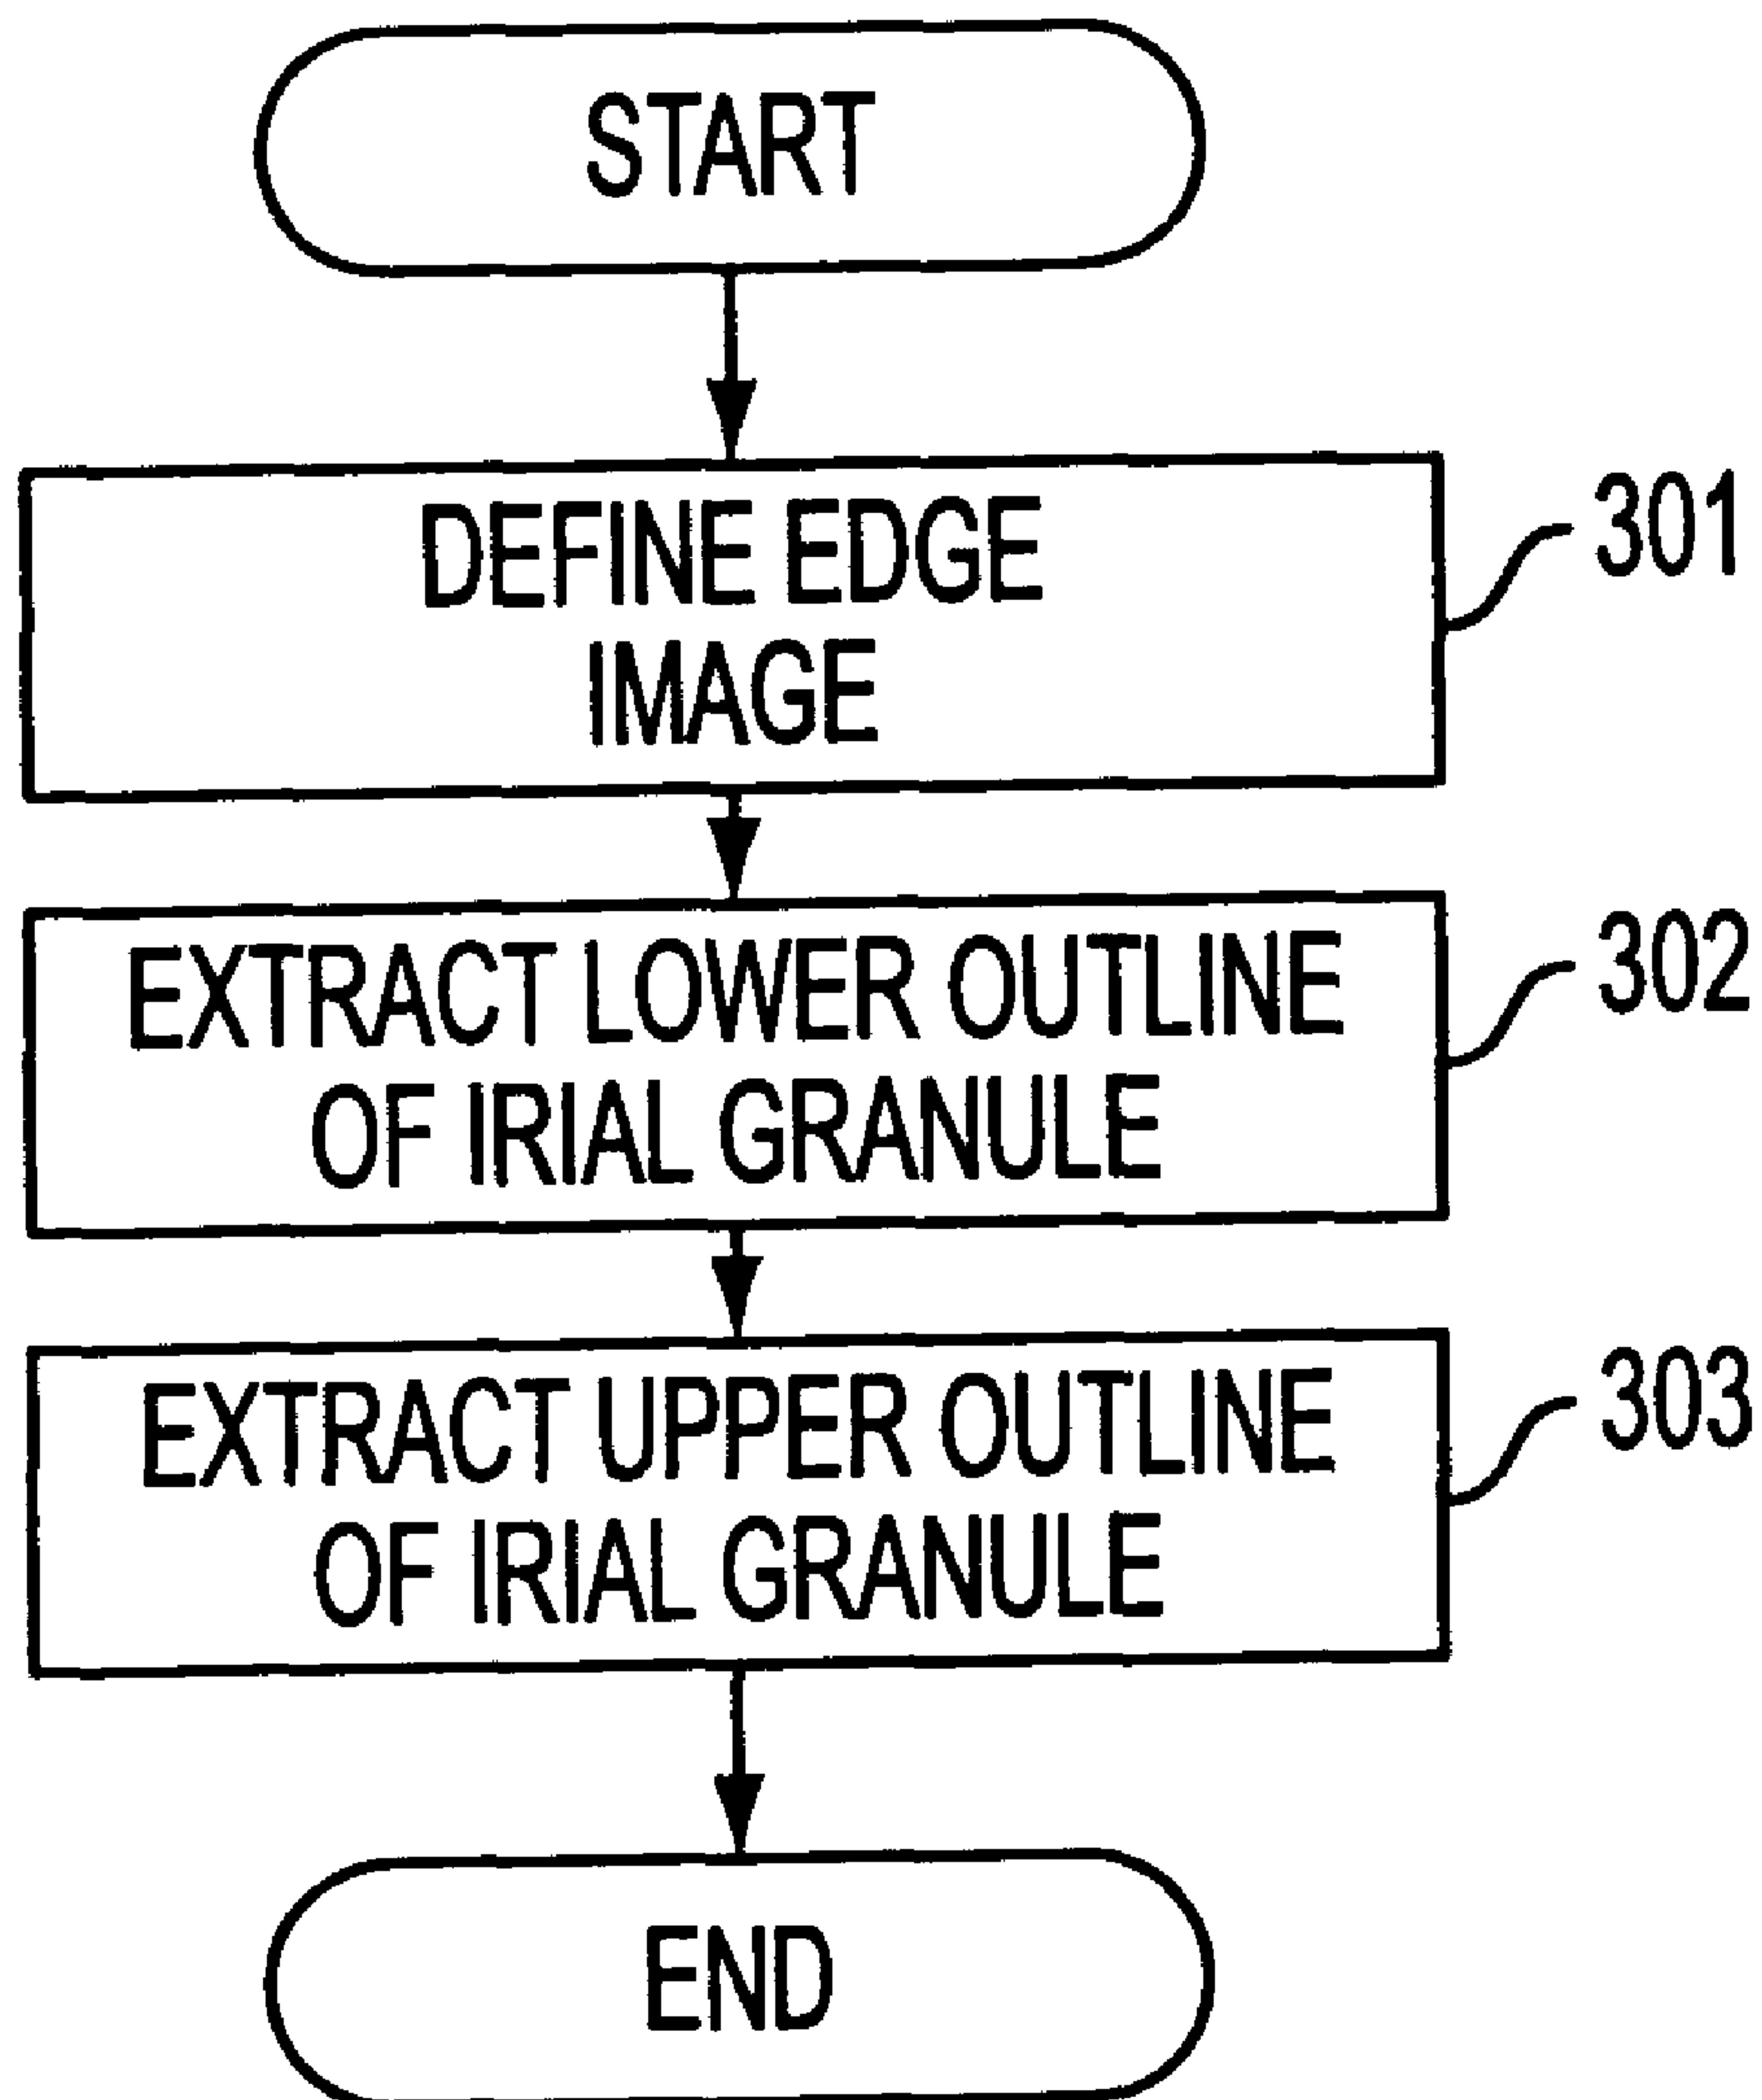 START
DEFINE EDGE
IMAGE
301
EXTRACT LOWER OUTLINE
OF IRIAL GRANULE
302
EXTRACT UPPER OUTLINE
OF IRIAL GRANULE
303
END